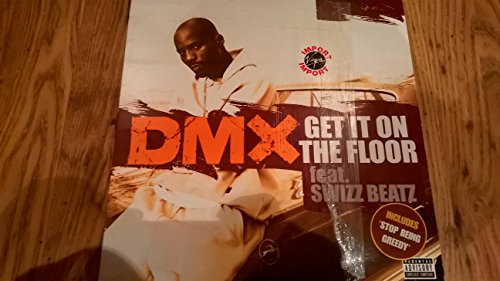 IMPORT
Virgin
IMPORT
DMX
GET IT ON
THE FLOOR
feat.
SWIZZ BEATZ
INCLUDES
'STOP BEING
GREEDY'
PARENTAL
ADVISORY
EXPLICIT CONTENT